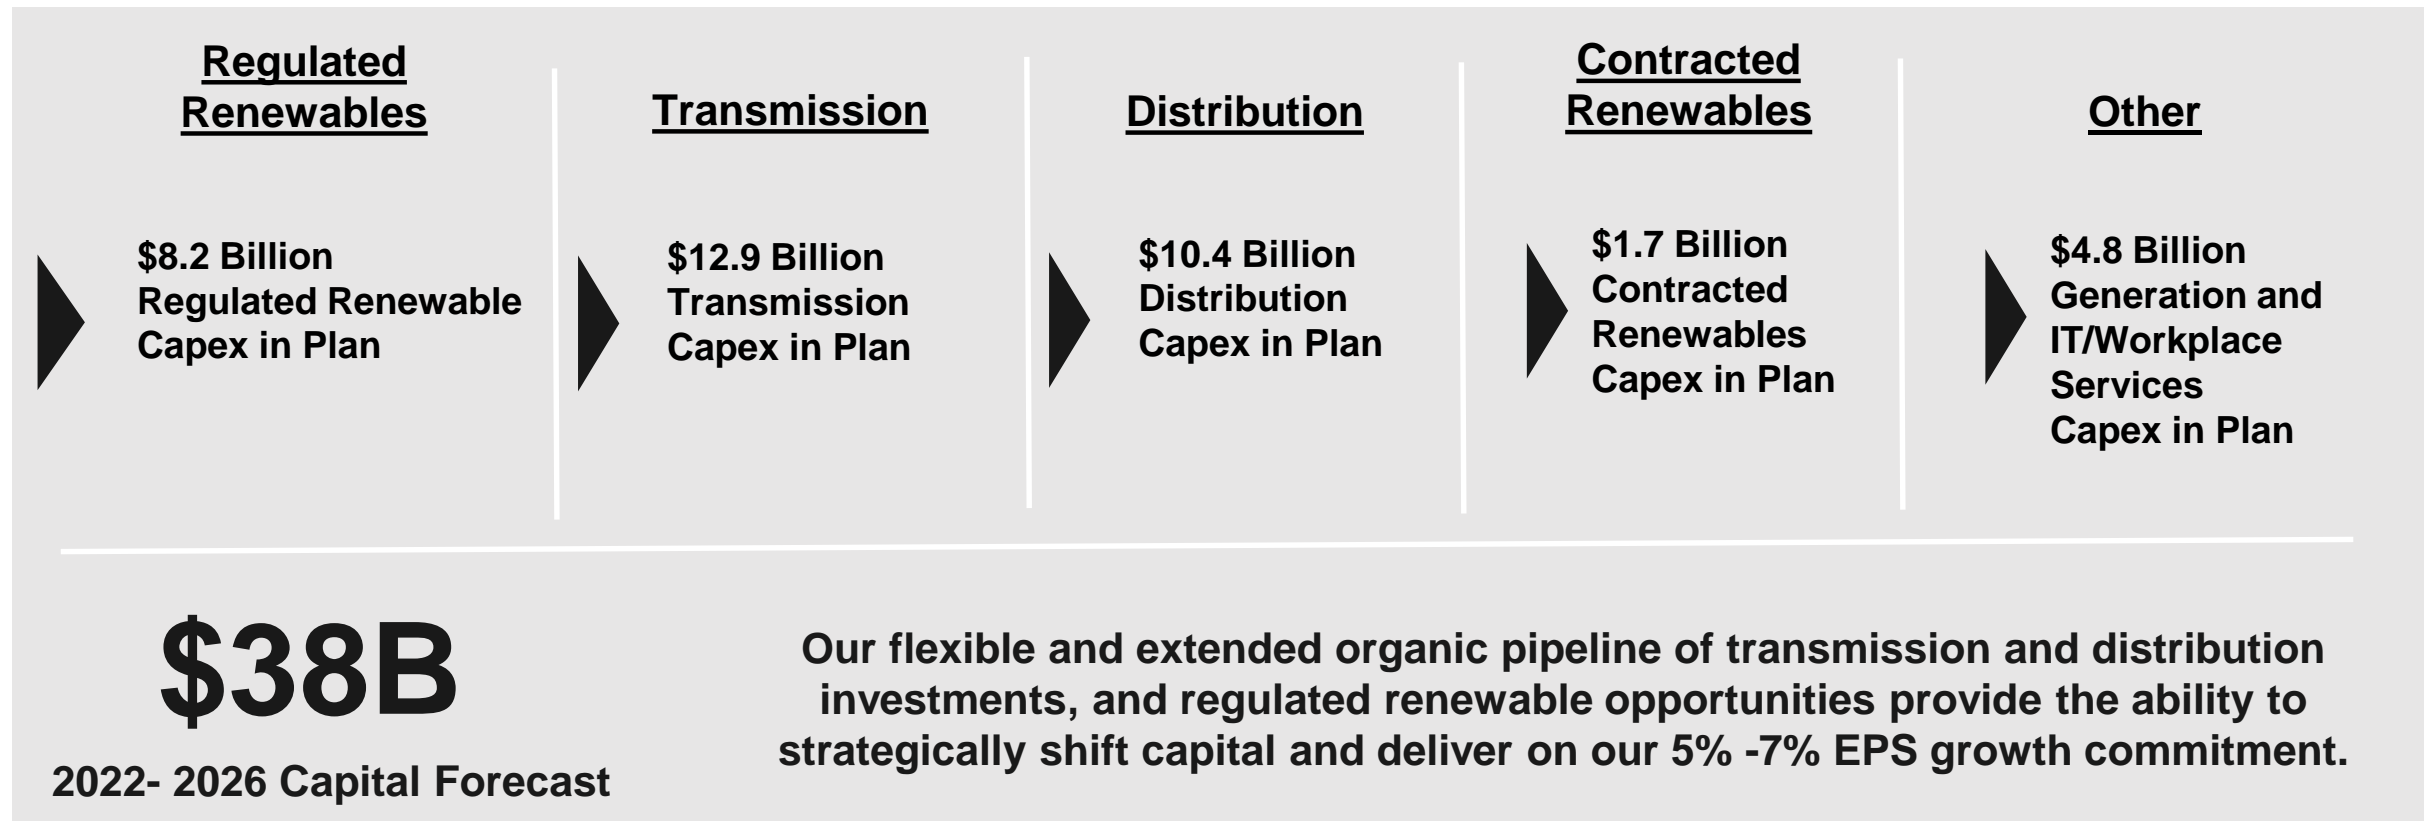 Regulated
Renewables
Transmission
Distribution
Contracted
Renewables
Other
$8.2 Billion
Regulated Renewable
Capex in Plan
$12.9 Billion
Transmission
Capex in Plan
$10.4 Billion
Distribution
Capex in Plan
$1.7 Billion
Contracted
Renewables
Capex in Plan
$4.8 Billion
Generation and
IT/Workplace
Services
Capex in Plan
$38B
2022- 2026 Capital Forecast
Our flexible and extended organic pipeline of transmission and distribution
investments, and regulated renewable opportunities provide the ability to
strategically shift capital and deliver on our 5% -7% EPS growth commitment.